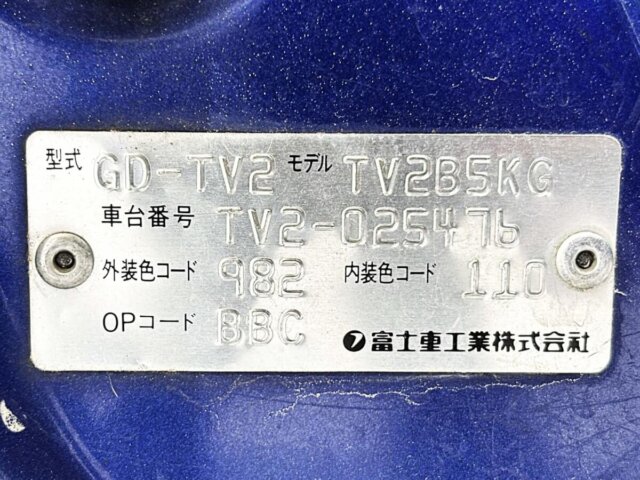 型式 GD-TV2 モデル TV2B5KG
車台番号 TV2-025476
外装色コード 982 内装色コード 110
OPコード BBC
富士重工業株式会社